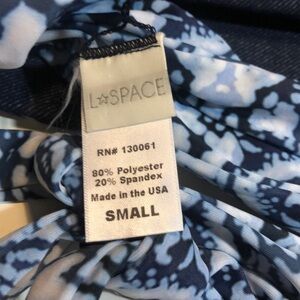 L☆SPACE
RN# 130061
80% Polyester
20% Spandex
Made in the USA
SMALL